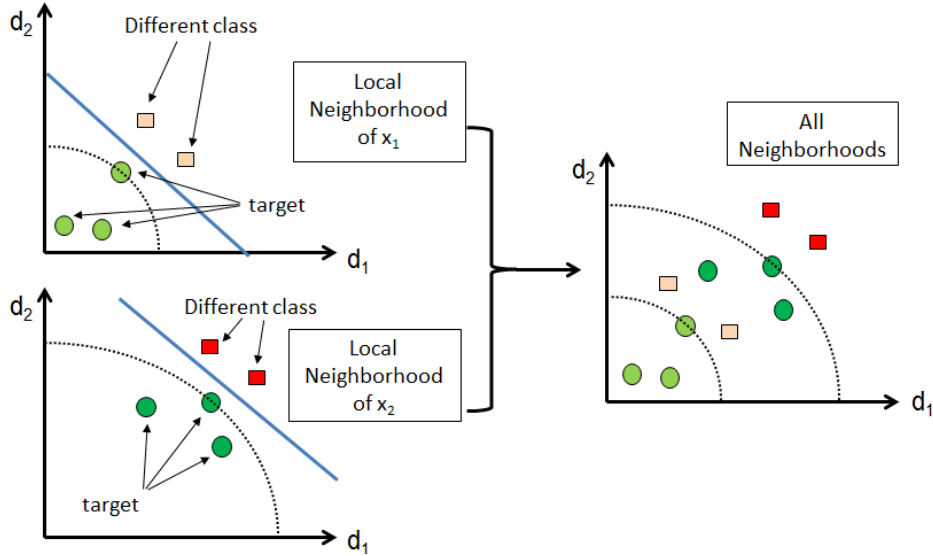 d2
Different class
target
d1
Local
Neighborhood
of x1
d2
Different class
target
d1
Local
Neighborhood
of x2
All
Neighborhoods
d2
d1